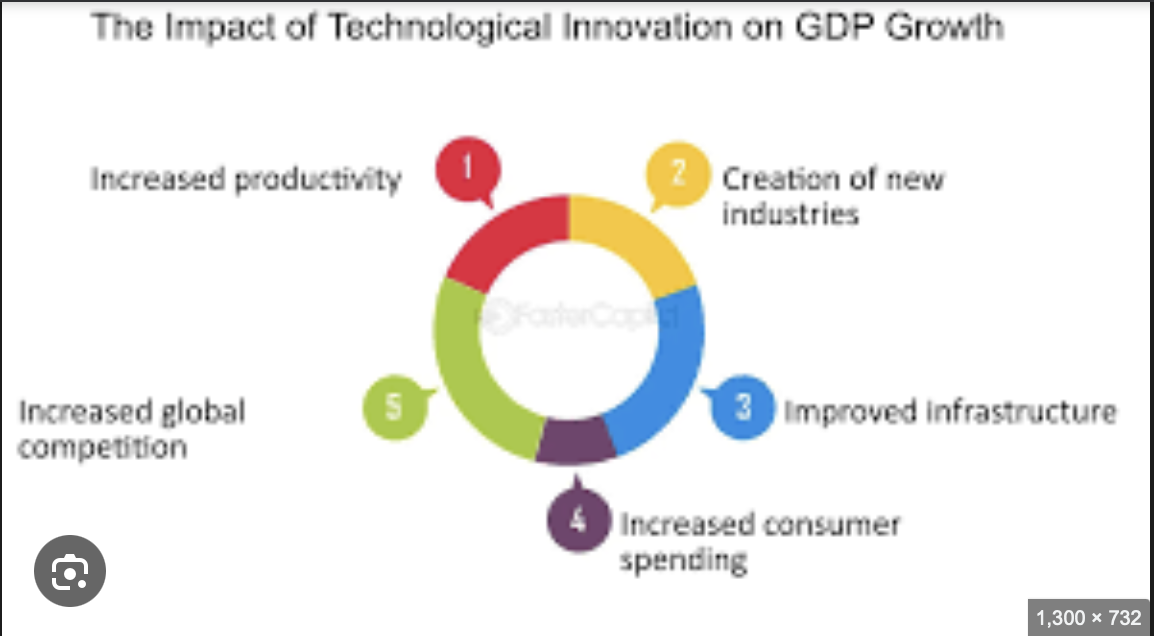 The Impact of Technological Innovation on GDP Growth
1
Increased productivity
2
Creation of new
industries
FasterCapital
3
Improved infrastructure
4
Increased consumer
spending
5
Increased global
competition
1,300 × 732